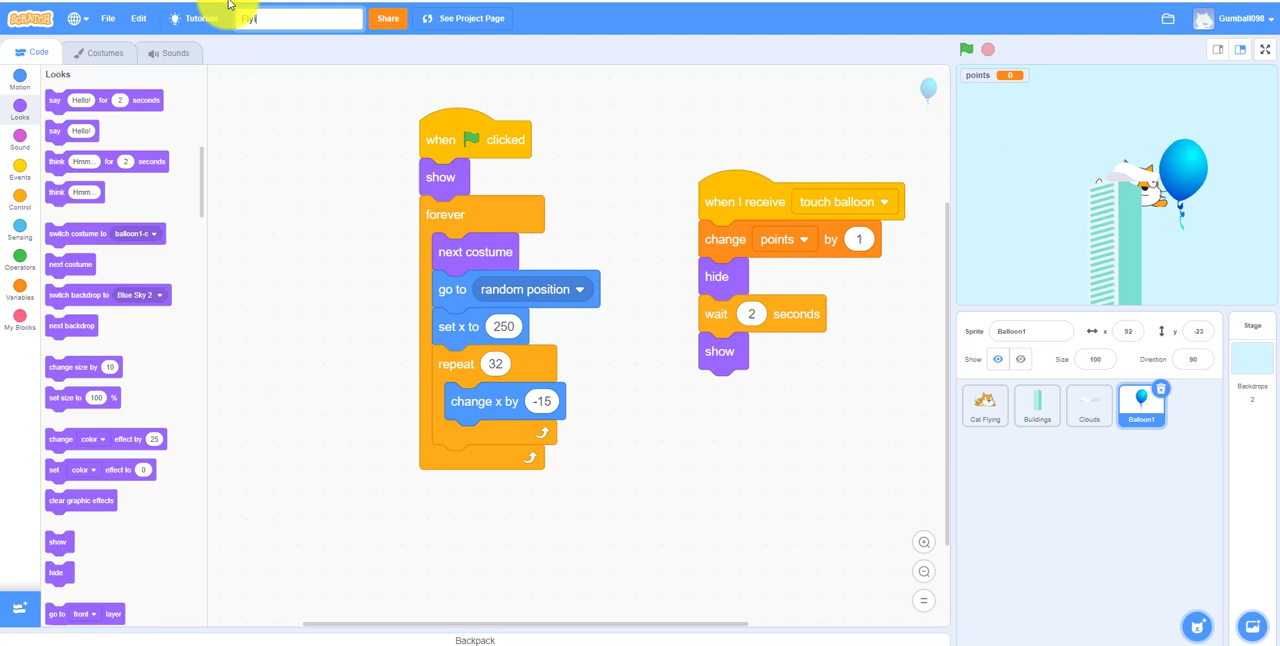 SCRATCH File Edit Tutorials Flyi Share See Project Page Gumball098
Code Costumes Sounds
Motion
Looks
Sound
Events
Control
Sensing
Operators
Variables
My Blocks
Looks
say Hello! for 2 seconds
say Hello!
think Hmm... for 2 seconds
think Hmm...
switch costume to balloon1-c
next costume
switch backdrop to Blue Sky 2
next backdrop
change size by 10
set size to 100 %
change color effect by 25
set color effect to 0
clear graphic effects
show
hide
go to front layer
when clicked
show
forever
next costume
go to random position
set x to 250
repeat 32
change x by -15
when I receive touch balloon
change points by 1
hide
wait 2 seconds
show
Backpack
points 0
Sprite Balloon1 x 92 y -23
Show Size 100 Direction 90
Cat Flying Buildings Clouds Balloon1
Stage
Backdrops
2